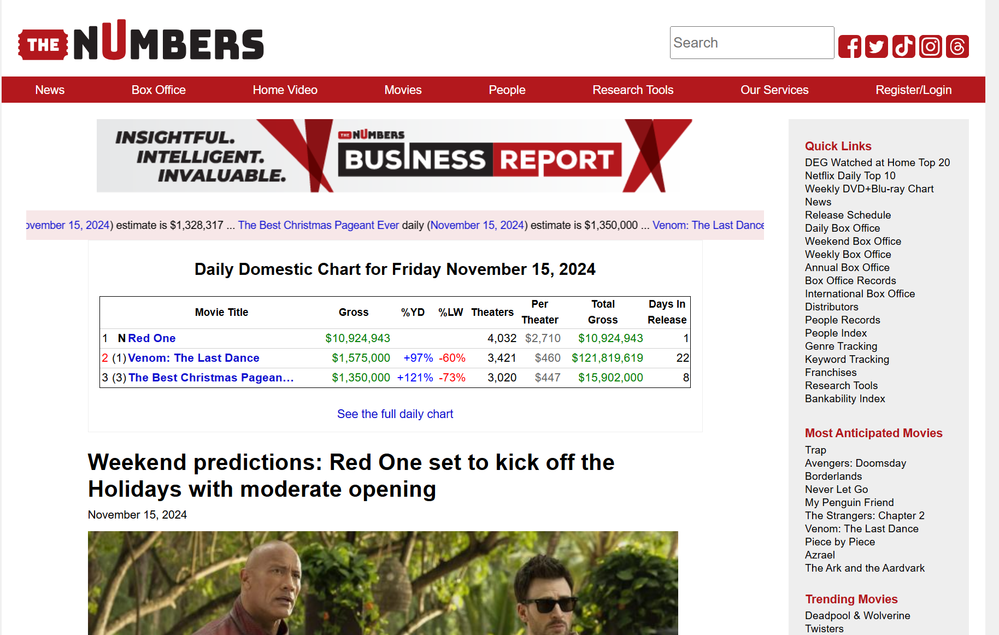 THE NUMBERS
Search
News Box Office Home Video Movies People Research Tools Our Services Register/Login
INSIGHTFUL.
INTELLIGENT.
INVALUABLE.
THE NUMBERS
BUSINESS REPORT
ovember 15, 2024) estimate is $1,328,317 ... The Best Christmas Pageant Ever daily (November 15, 2024) estimate is $1,350,000 ... Venom: The Last Dance
Daily Domestic Chart for Friday November 15, 2024
Movie Title Gross %YD %LW Theaters Per Theater Total Gross Days In Release
1 N Red One $10,924,943 4,032 $2,710 $10,924,943 1
2 (1) Venom: The Last Dance $1,575,000 +97% -60% 3,421 $460 $121,819,619 22
3 (3) The Best Christmas Pagean… $1,350,000 +121% -73% 3,020 $447 $15,902,000 8
See the full daily chart
Weekend predictions: Red One set to kick off the
Holidays with moderate opening
November 15, 2024
Quick Links
DEG Watched at Home Top 20
Netflix Daily Top 10
Weekly DVD+Blu-ray Chart
News
Release Schedule
Daily Box Office
Weekend Box Office
Weekly Box Office
Annual Box Office
Box Office Records
International Box Office
Distributors
People Records
People Index
Genre Tracking
Keyword Tracking
Franchises
Research Tools
Bankability Index
Most Anticipated Movies
Trap
Avengers: Doomsday
Borderlands
Never Let Go
My Penguin Friend
The Strangers: Chapter 2
Venom: The Last Dance
Piece by Piece
Azrael
The Ark and the Aardvark
Trending Movies
Deadpool & Wolverine
Twisters